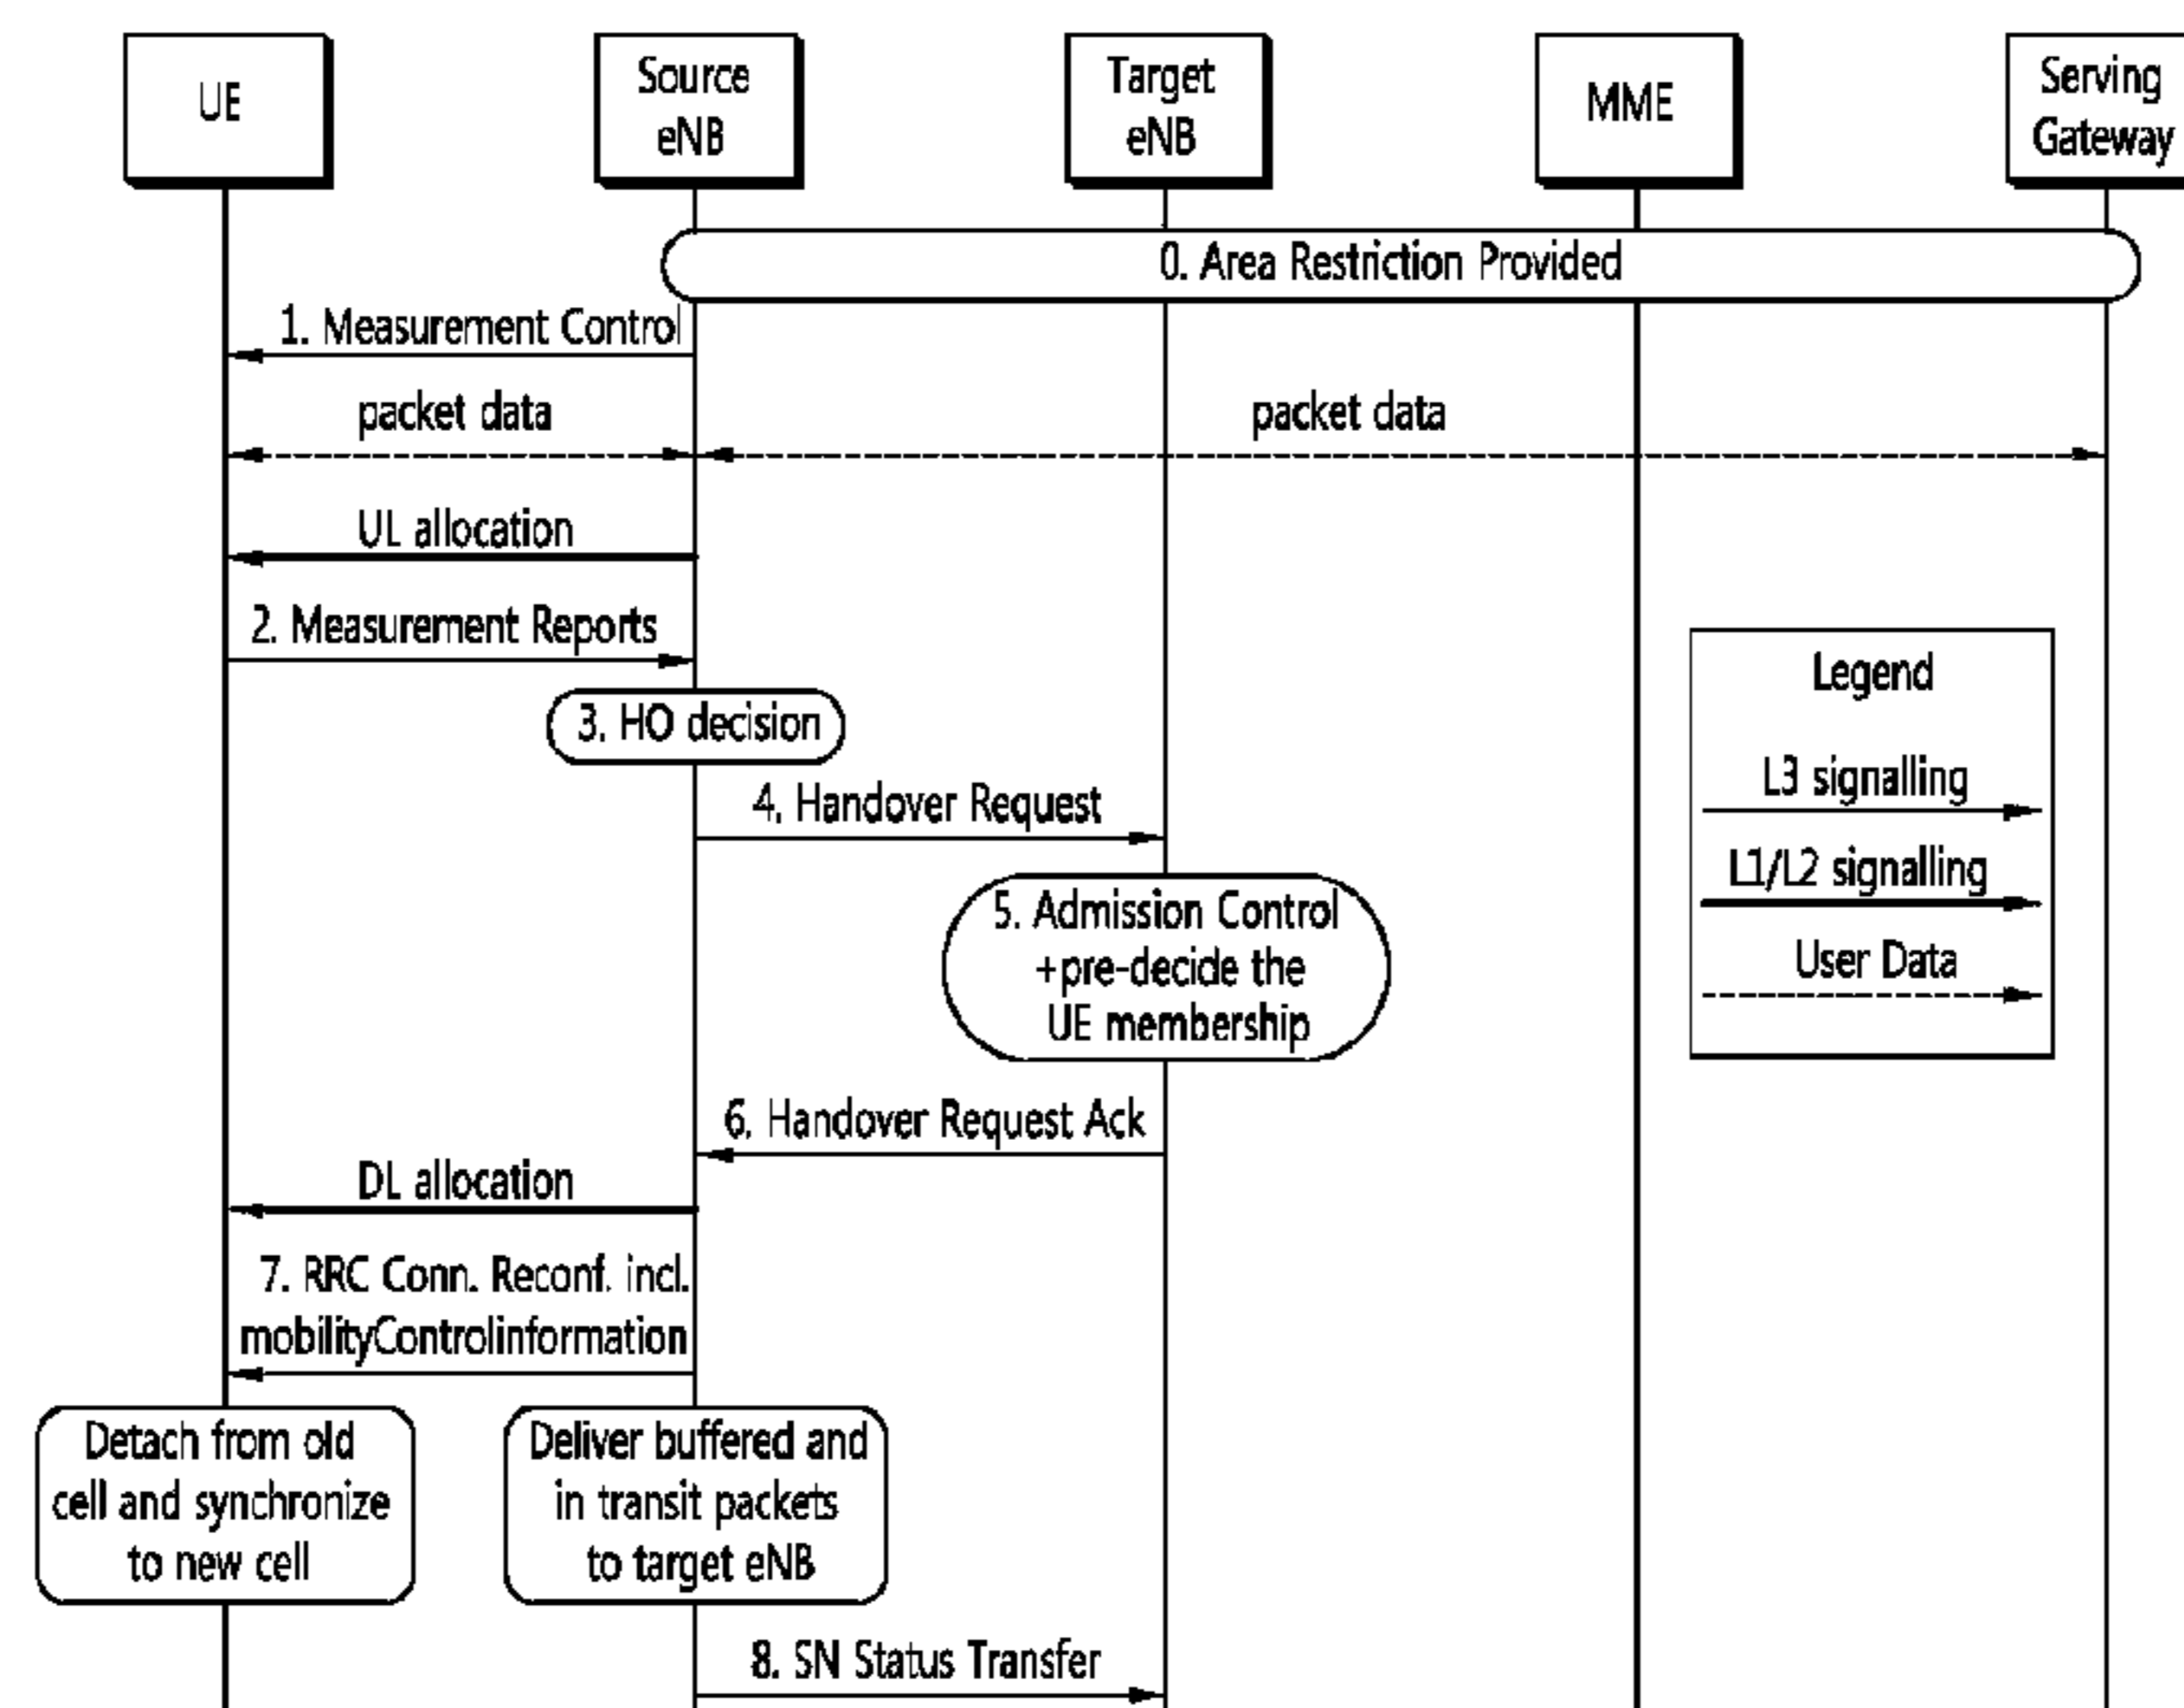 UE
Source
eNB
Target
eNB
MME
Serving
Gateway
0. Area Restriction Provided
1. Measurement Control
packet data
packet data
UL allocation
2. Measurement Reports
3. HO decision
4. Handover Request
5. Admission Control
+pre-decide the
UE membership
Legend
L3 signalling
L1/L2 signalling
User Data
6. Handover Request Ack
DL allocation
7. RRC Conn. Reconf. incl.
mobilityControlinformation
Detach from old
cell and synchronize
to new cell
Deliver buffered and
in transit packets
to target eNB
8. SN Status Transfer